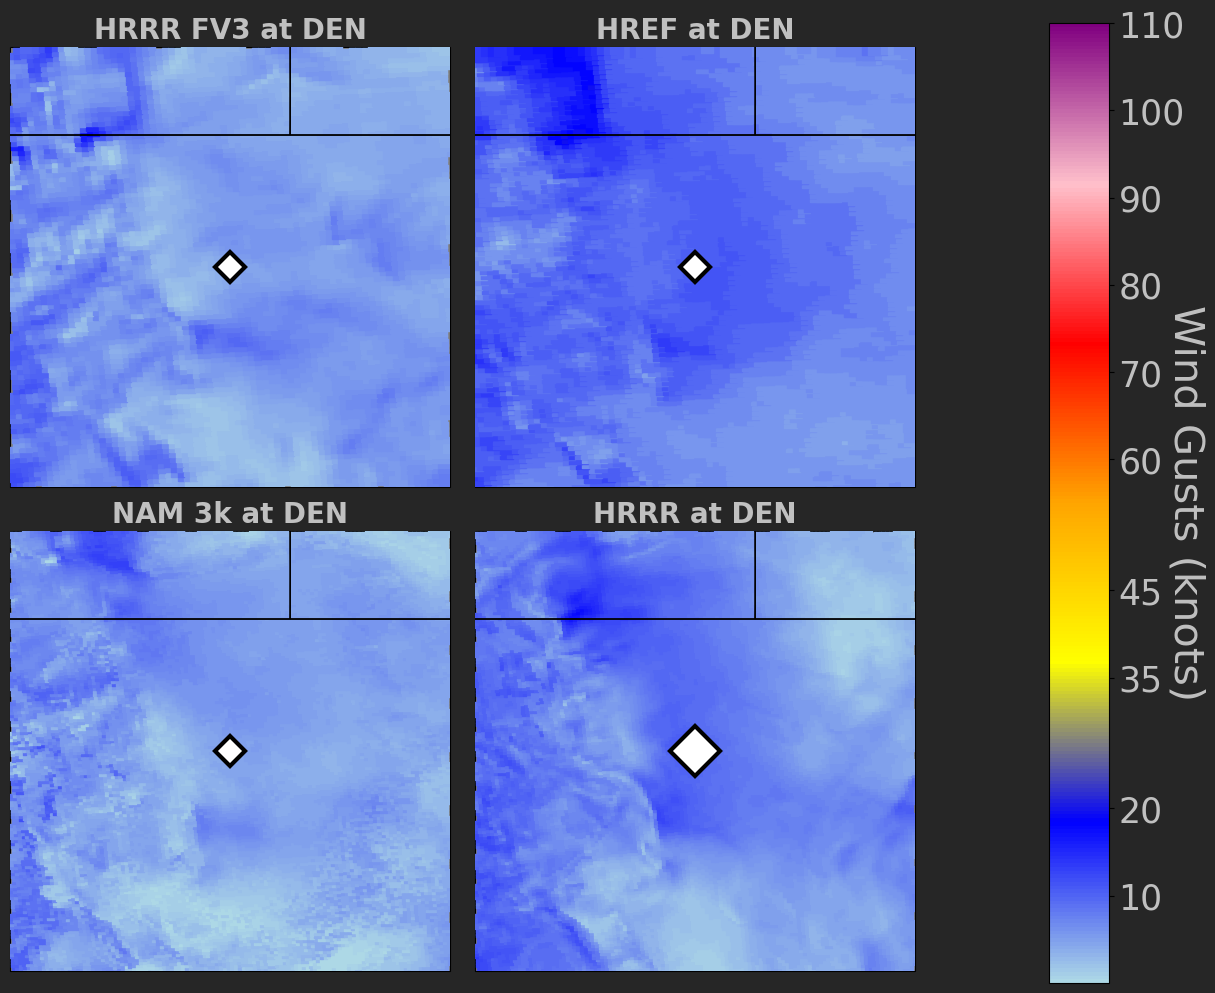 HRRR FV3 at DEN
HREF at DEN
NAM 3k at DEN
HRRR at DEN
110
100
90
80
70
60
45
35
20
10
Wind Gusts (knots)